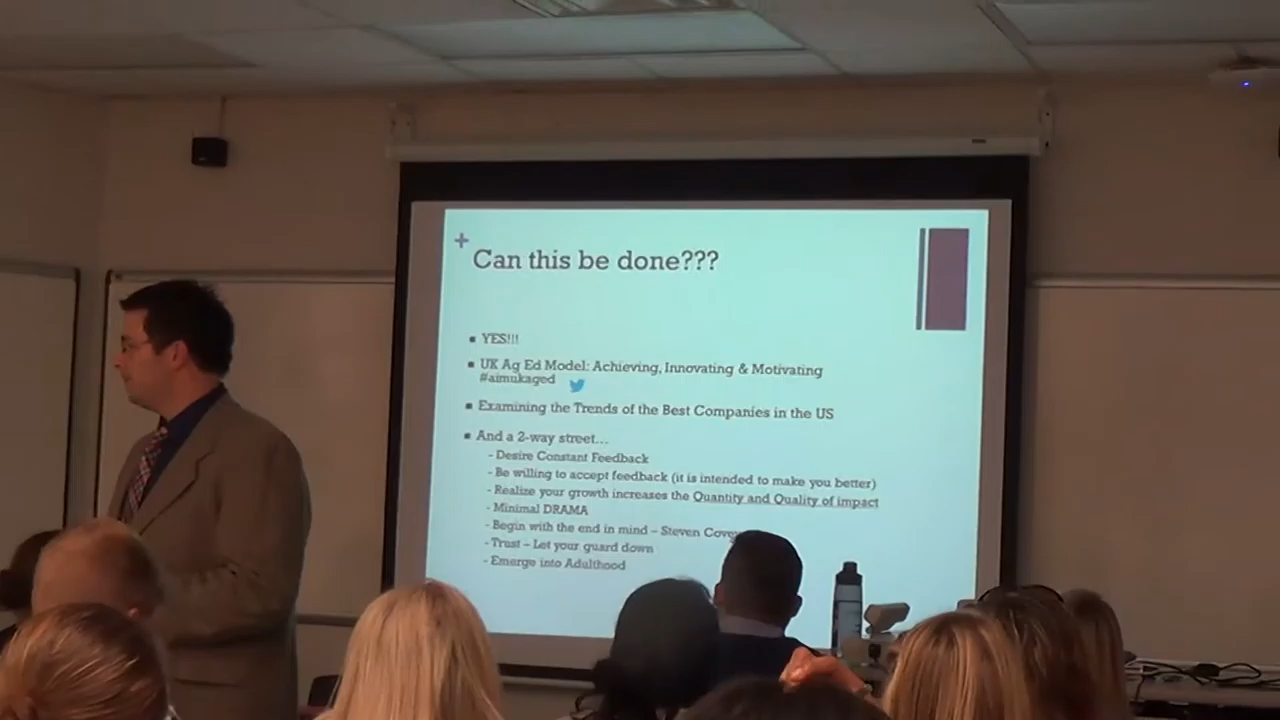 +
Can this be done???
YES!!!
UK Ag Ed Model: Achieving, Innovating & Motivating
#aimukaged
Examining the Trends of the Best Companies in the US
And a 2-way street...
- Desire Constant Feedback
- Be willing to accept feedback (it is intended to make you better)
- Realize your growth increases the Quantity and Quality of impact
- Minimal DRAMA
- Begin with the end in mind – Steven
- Trust – Let your guard down
- Emerge into Adulthood